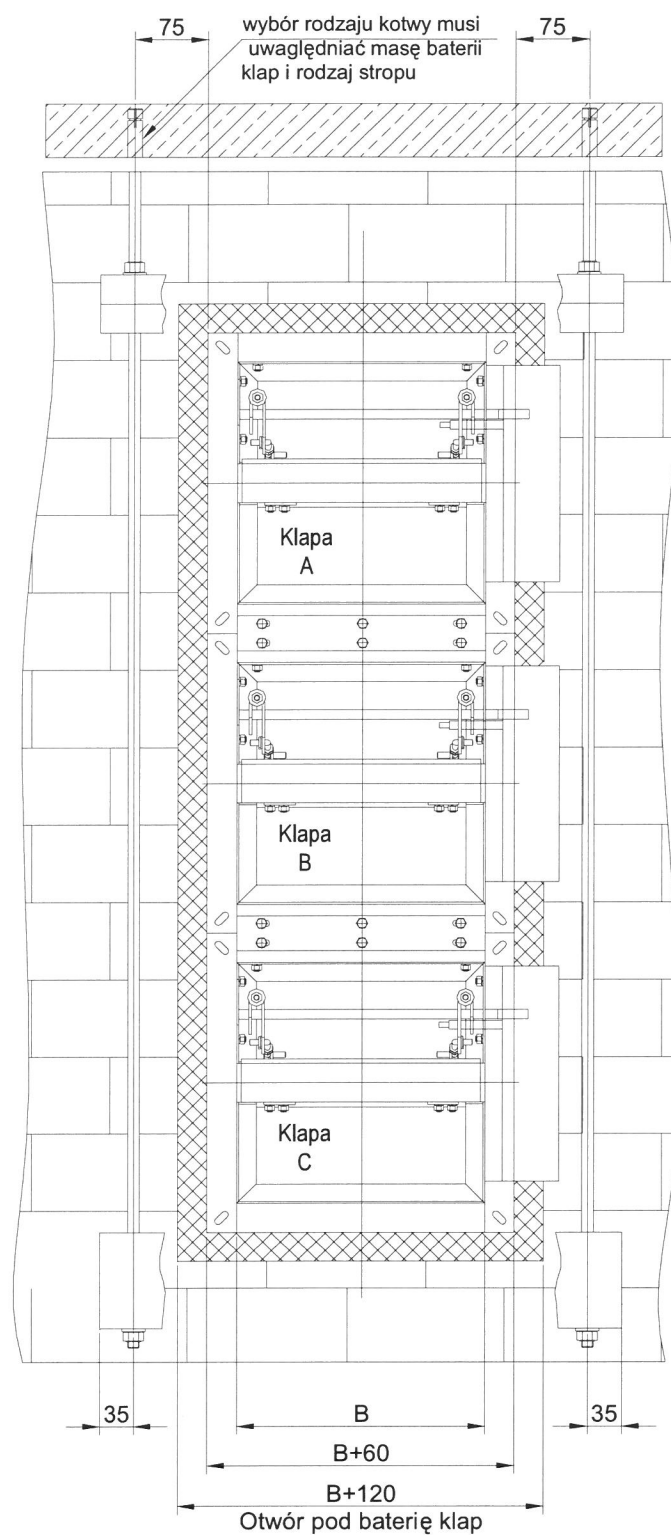 75
wybór rodzaju kotwy musi
uwaględniać masę baterii
klap i rodzaj stropu
75
Klapa
A
Klapa
B
Klapa
C
35
B
35
B+60
B+120
Otwór pod baterię klap